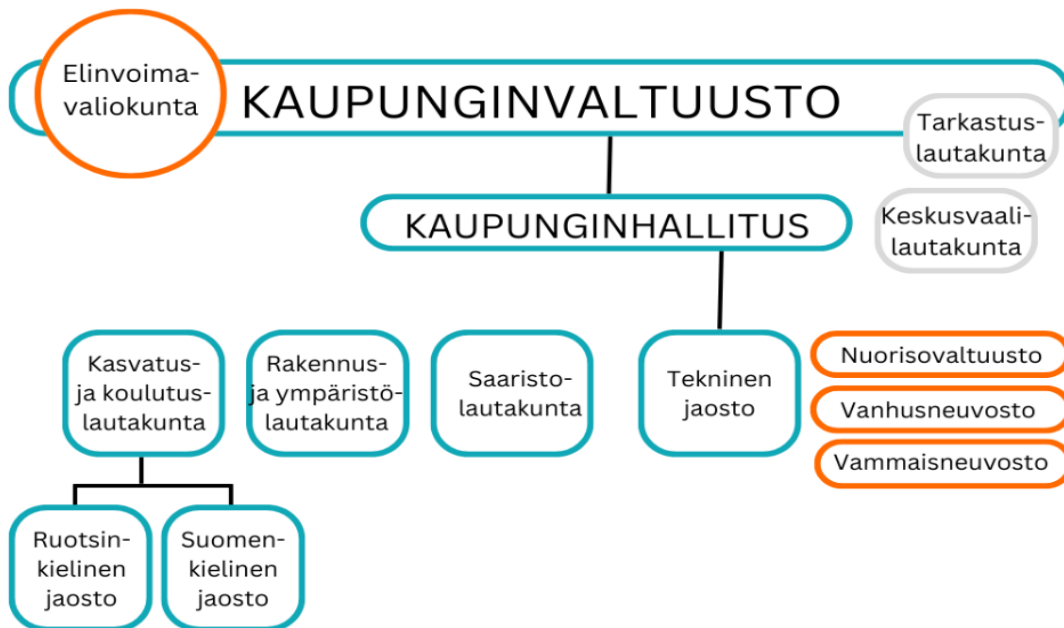 Elinvoima-
valiokunta
KAUPUNGINVALTUUSTO
Tarkastus-
lautakunta
KAUPUNGINHALLITUS
Keskusvaali-
lautakunta
Kasvatus-
ja koulutus-
lautakunta
Rakennus-
ja ympäristö-
lautakunta
Saaristo-
lautakunta
Tekninen
jaosto
Nuorisovaltuusto
Vanhusneuvosto
Vammaisneuvosto
Ruotsin-
kielinen
jaosto
Suomen-
kielinen
jaosto